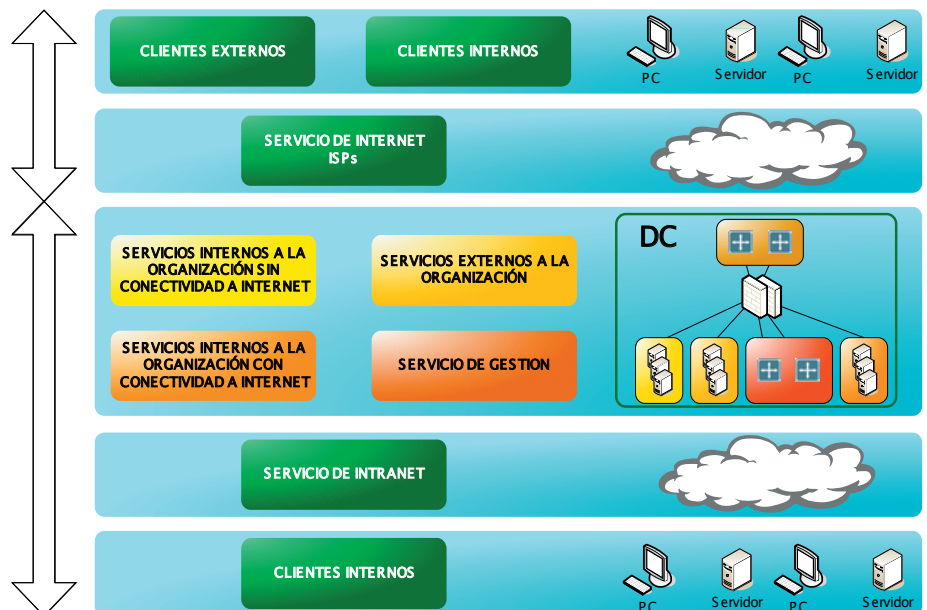 CLIENTES EXTERNOS
CLIENTES INTERNOS
PC
Servidor
PC
Servidor
SERVICIO DE INTERNET
ISPs
SERVICIOS INTERNOS A LA
ORGANIZACIÓN SIN
CONECTIVIDAD A INTERNET
SERVICIOS EXTERNOS A LA
ORGANIZACIÓN
DC
SERVICIOS INTERNOS A LA
ORGANIZACIÓN CON
CONECTIVIDAD A INTERNET
SERVICIO DE GESTION
SERVICIO DE INTRANET
CLIENTES INTERNOS
PC
Servidor
PC
Servidor